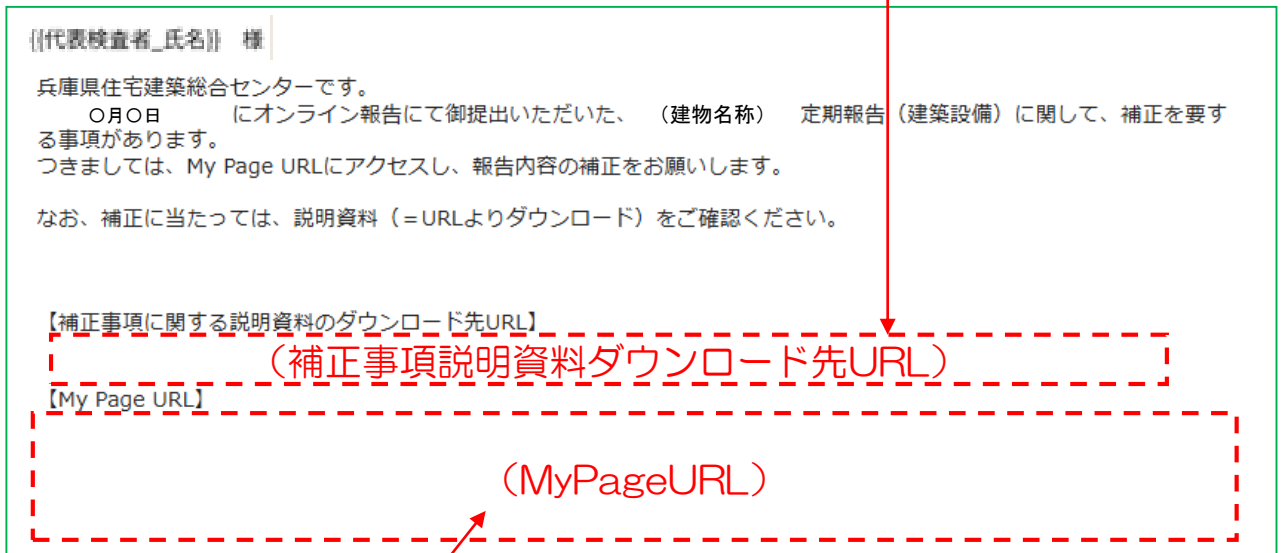 {{代表検査者_氏名}} 様
兵庫県住宅建築総合センターです。
〇月〇日 にオンライン報告にて御提出いただいた、 （建物名称） 定期報告（建築設備）に関して、補正を要す
る事項があります。
つきましては、My Page URLにアクセスし、報告内容の補正をお願いします。
なお、補正に当たっては、説明資料（＝URLよりダウンロード）をご確認ください。
【補正事項に関する説明資料のダウンロード先URL】
（補正事項説明資料ダウンロード先URL）
【My Page URL】
（MyPageURL）